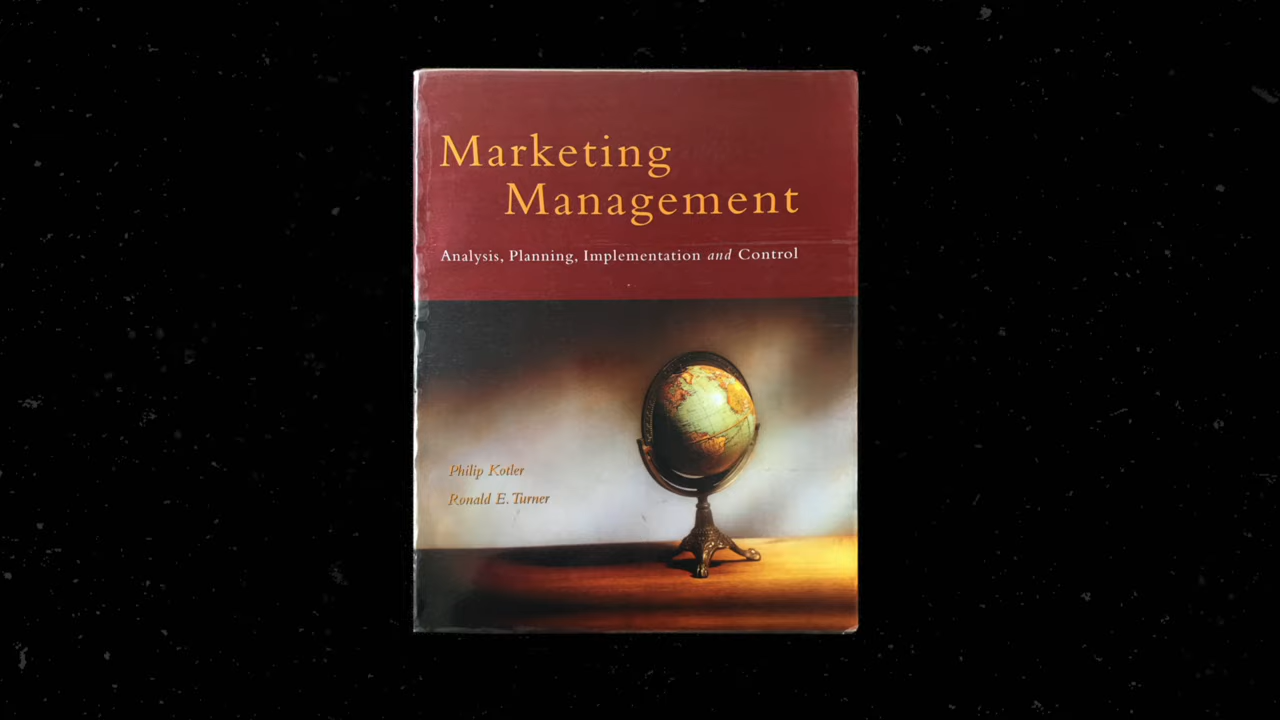 Marketing
Management
Analysis, Planning, Implementation and Control
Philip Kotler
Ronald E. Turner